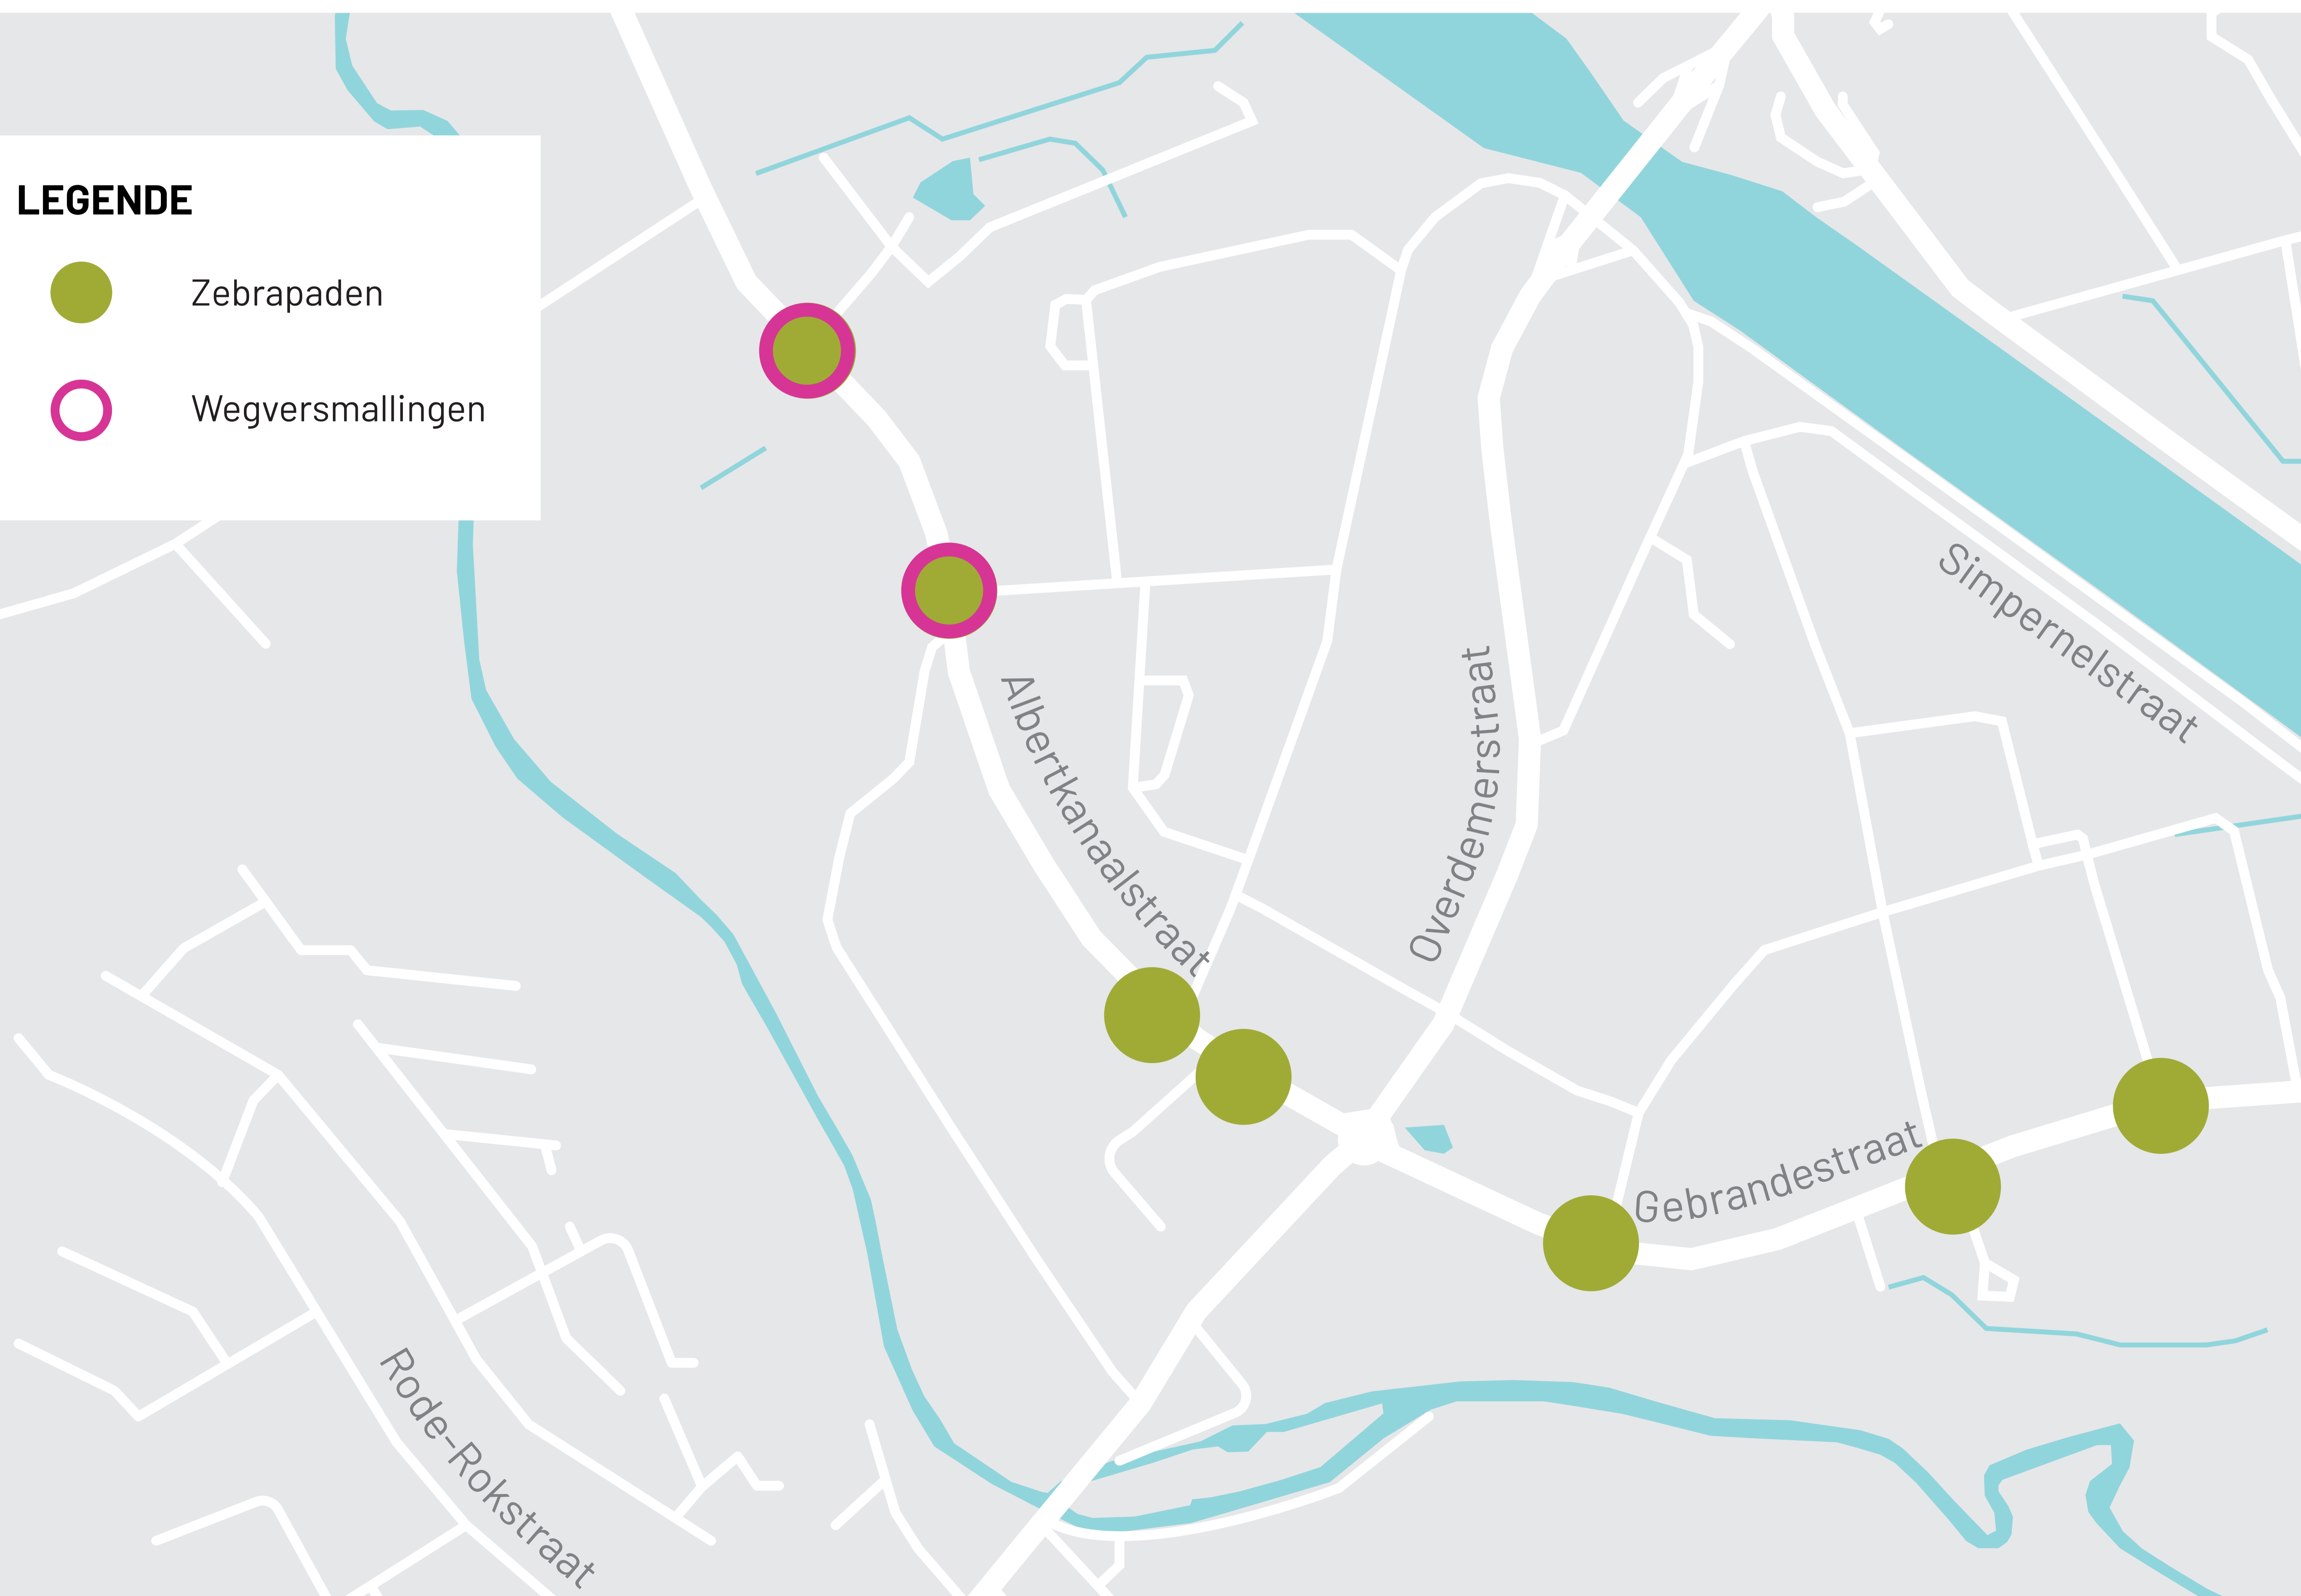 LEGENDE
Zebrapaden
Wegversmallingen
Simpernelstraat
Albertkanaalstraat
Overdemerstraat
Gebrandestraat
Rode-Rokstraat